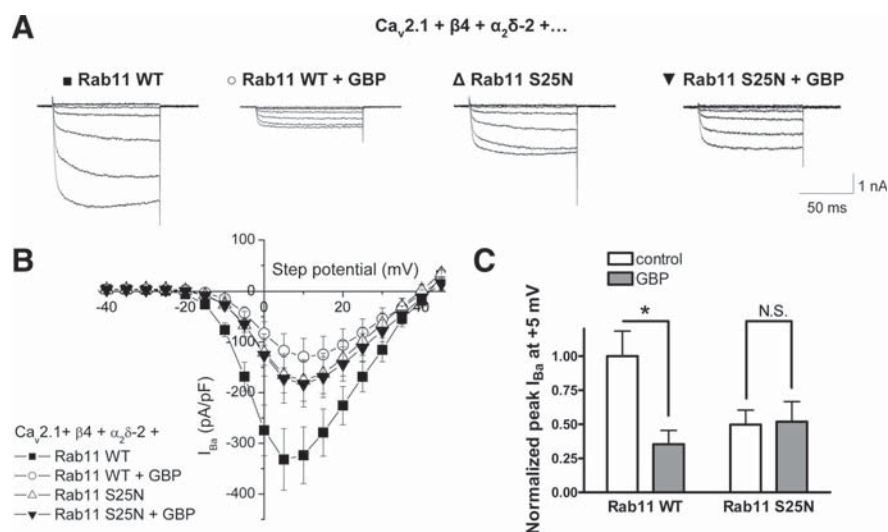 A
Caᵥ2.1 + β4 + α₂δ-2 +...
■ Rab11 WT
○ Rab11 WT + GBP
Δ Rab11 S25N
▼ Rab11 S25N + GBP
1 nA
50 ms
B
100
Step potential (mV)
-40
-20
0
20
40
-100
-200
-300
-400
I_Ba (pA/pF)
Caᵥ2.1+ β4 + α₂δ-2 +
Rab11 WT
Rab11 WT + GBP
Rab11 S25N
Rab11 S25N + GBP
C
control
GBP
*
N.S.
Normalized peak I_Ba at +5 mV
1.00
0.75
0.50
0.25
0.00
Rab11 WT
Rab11 S25N